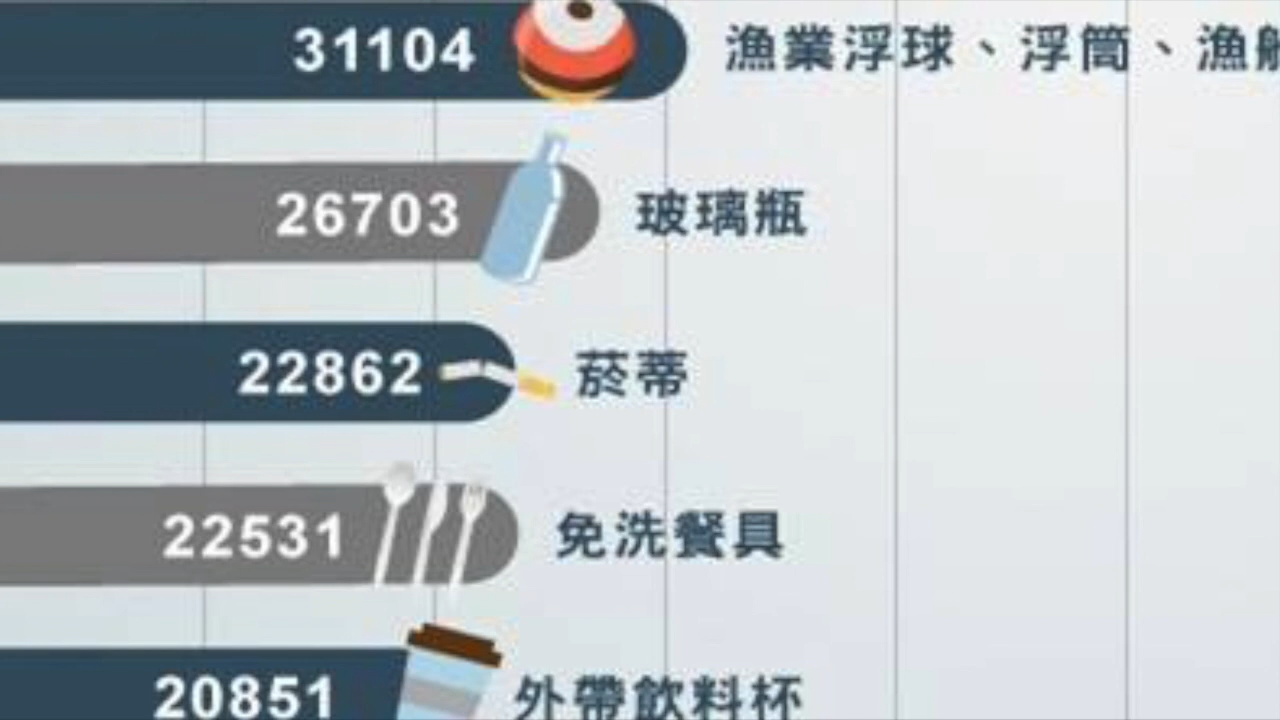 31104 漁業浮球、浮筒、漁
26703 玻璃瓶
22862 菸蒂
22531 免洗餐具
20851 外帶飲料杯